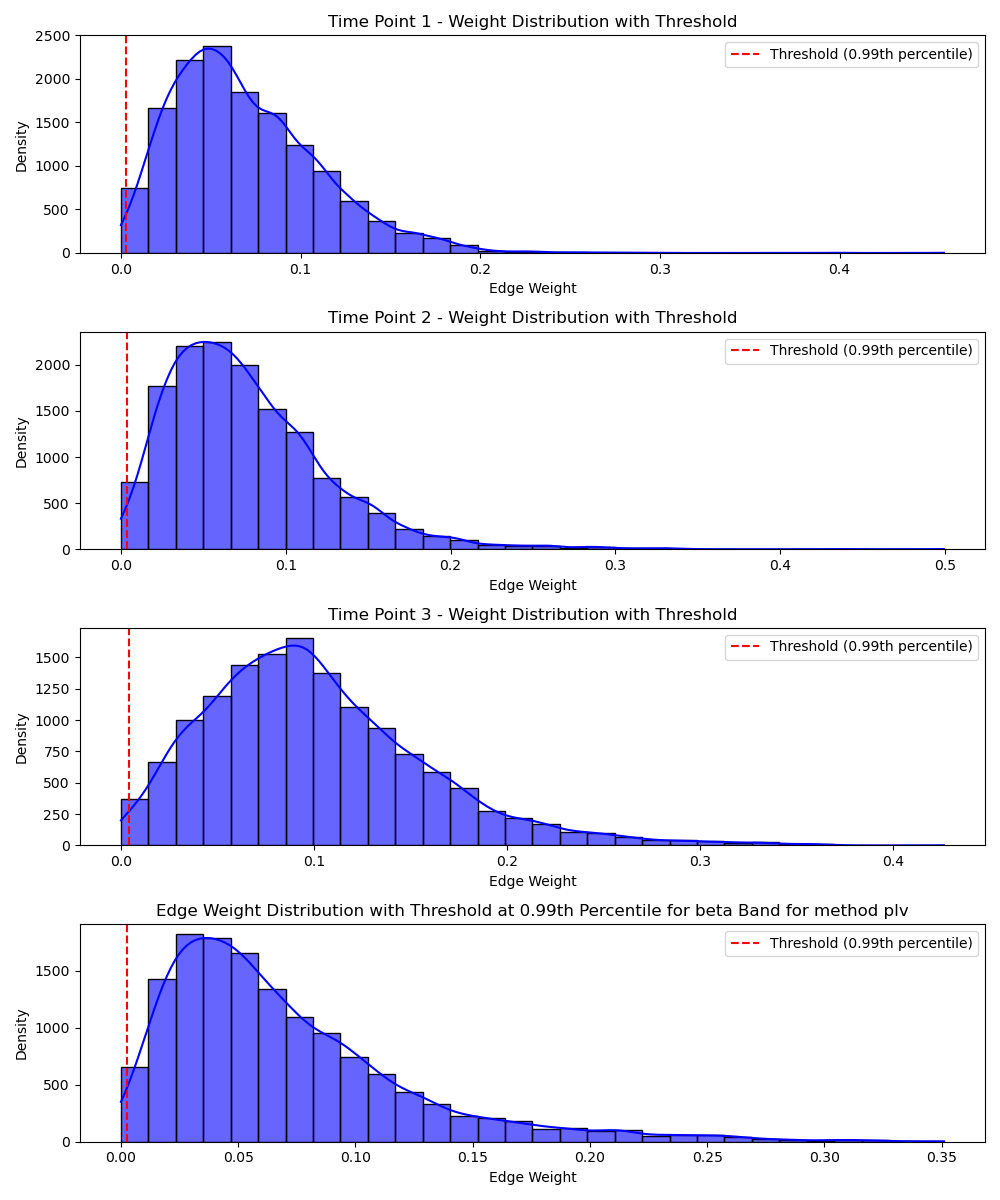 Time Point 1 - Weight Distribution with Threshold
2500
2000
1500
1000
500
0
Density
Threshold (0.99th percentile)
0.0 0.1 0.2 0.3 0.4
Edge Weight
Time Point 2 - Weight Distribution with Threshold
2000
1500
1000
500
0
Density
Threshold (0.99th percentile)
0.0 0.1 0.2 0.3 0.4 0.5
Edge Weight
Time Point 3 - Weight Distribution with Threshold
1500
1250
1000
750
500
250
0
Density
Threshold (0.99th percentile)
0.0 0.1 0.2 0.3 0.4
Edge Weight
Edge Weight Distribution with Threshold at 0.99th Percentile for beta Band for method plv
1500
1000
500
0
Density
Threshold (0.99th percentile)
0.00 0.05 0.10 0.15 0.20 0.25 0.30 0.35
Edge Weight